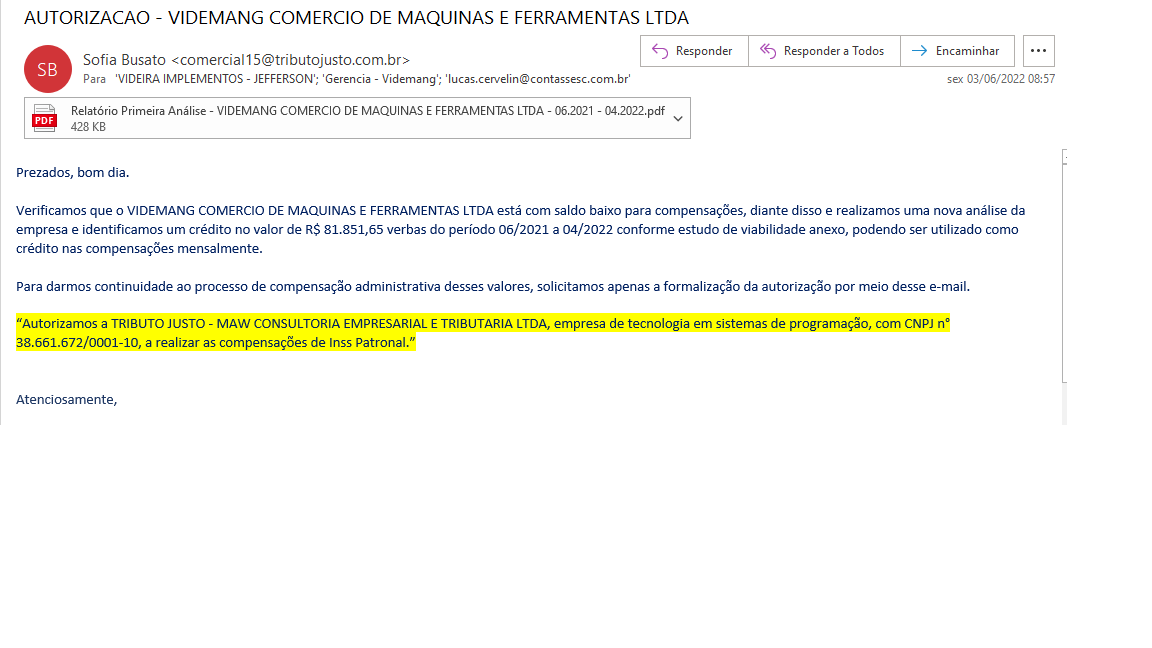 AUTORIZACAO - VIDEMANG COMERCIO DE MAQUINAS E FERRAMENTAS LTDA
SB
Sofia Busato <comercial15@tributojusto.com.br>
Responder
Responder a Todos
Encaminhar
Para 'VIDEIRA IMPLEMENTOS - JEFFERSON'; 'Gerencia - Videmang'; 'lucas.cervelin@contassesc.com.br'
sex 03/06/2022 08:57
PDF
Relatório Primeira Análise - VIDEMANG COMERCIO DE MAQUINAS E FERRAMENTAS LTDA - 06.2021 - 04.2022.pdf
428 KB
Prezados, bom dia.
Verificamos que o VIDEMANG COMERCIO DE MAQUINAS E FERRAMENTAS LTDA está com saldo baixo para compensações, diante disso e realizamos uma nova análise da
empresa e identificamos um crédito no valor de R$ 81.851,65 verbas do período 06/2021 a 04/2022 conforme estudo de viabilidade anexo, podendo ser utilizado como
crédito nas compensações mensalmente.
Para darmos continuidade ao processo de compensação administrativa desses valores, solicitamos apenas a formalização da autorização por meio desse e-mail.
“Autorizamos a TRIBUTO JUSTO - MAW CONSULTORIA EMPRESARIAL E TRIBUTARIA LTDA, empresa de tecnologia em sistemas de programação, com CNPJ n°
38.661.672/0001-10, a realizar as compensações de Inss Patronal.”
Atenciosamente,